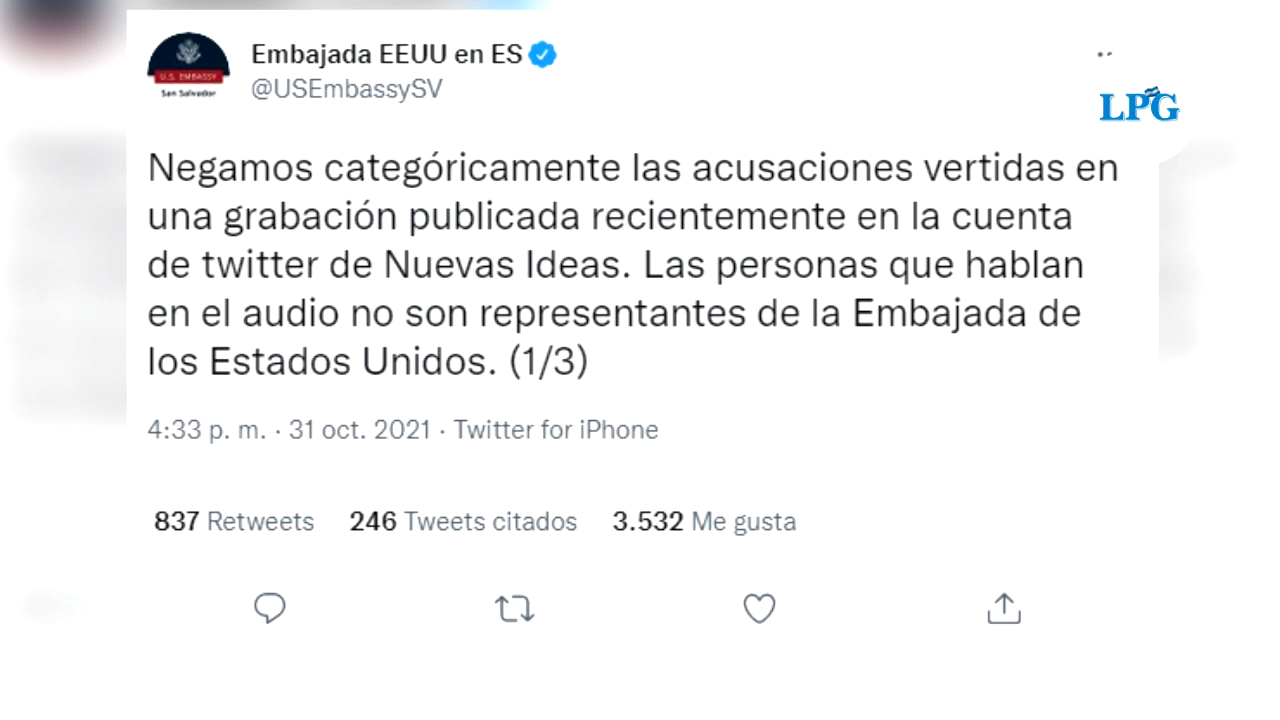 Embajada EEUU en ES
@USEmbassySV
U.S. EMBASSY
San Salvador
LPG
Negamos categóricamente las acusaciones vertidas en
una grabación publicada recientemente en la cuenta
de twitter de Nuevas Ideas. Las personas que hablan
en el audio no son representantes de la Embajada de
los Estados Unidos. (1/3)
4:33 p. m. · 31 oct. 2021 · Twitter for iPhone
837 Retweets 246 Tweets citados 3.532 Me gusta